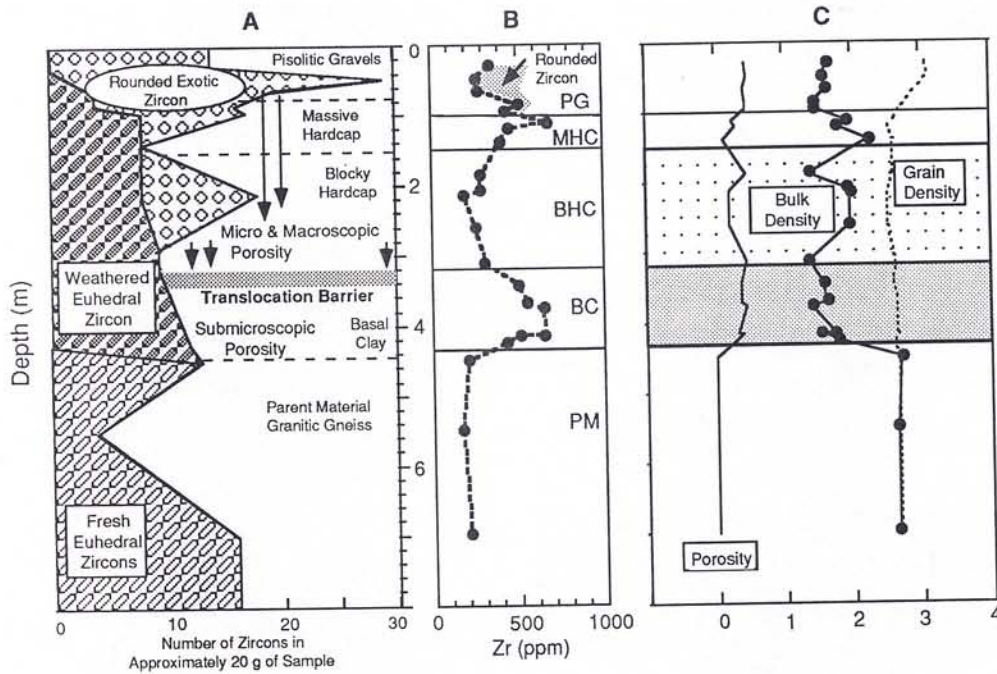 A
B
C
Pisolitic Gravels
Rounded Exotic
Zircon
Massive
Hardcap
Blocky
Hardcap
Micro & Macroscopic
Porosity
Weathered
Euhedral
Zircon
Translocation Barrier
Submicroscopic
Porosity
Basal
Clay
Parent Material
Granitic Gneiss
Fresh
Euhedral
Zircons
0
10
20
30
Number of Zircons in
Approximately 20 g of Sample
0
2
4
6
Depth (m)
Rounded
Zircon
PG
MHC
BHC
BC
PM
0
500
1000
Zr (ppm)
Grain
Density
Bulk
Density
Porosity
0
1
2
3
4